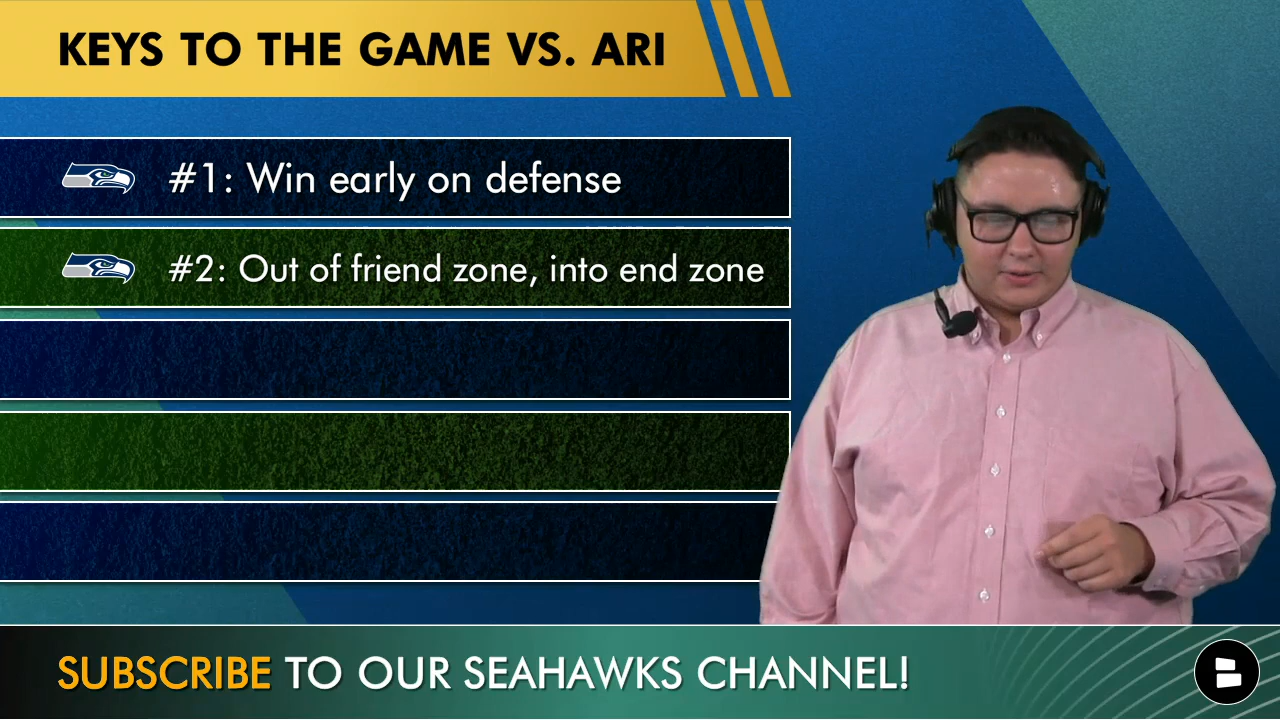 KEYS TO THE GAME VS. ARI
#1: Win early on defense
#2: Out of friend zone, into end zone
SUBSCRIBE TO OUR SEAHAWKS CHANNEL!